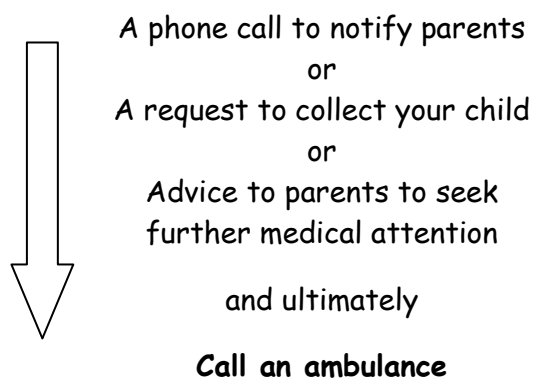 A phone call to notify parents
or
A request to collect your child
or
Advice to parents to seek
further medical attention
and ultimately
Call an ambulance